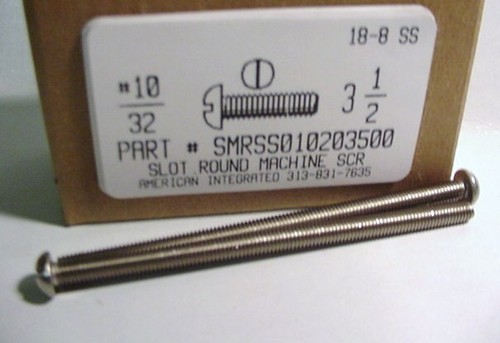 18-8 SS
#10
32
3 1/2
PART # SMRSS010203500
SLOT ROUND MACHINE SCR
AMERICAN INTEGRATED 313-831-7635